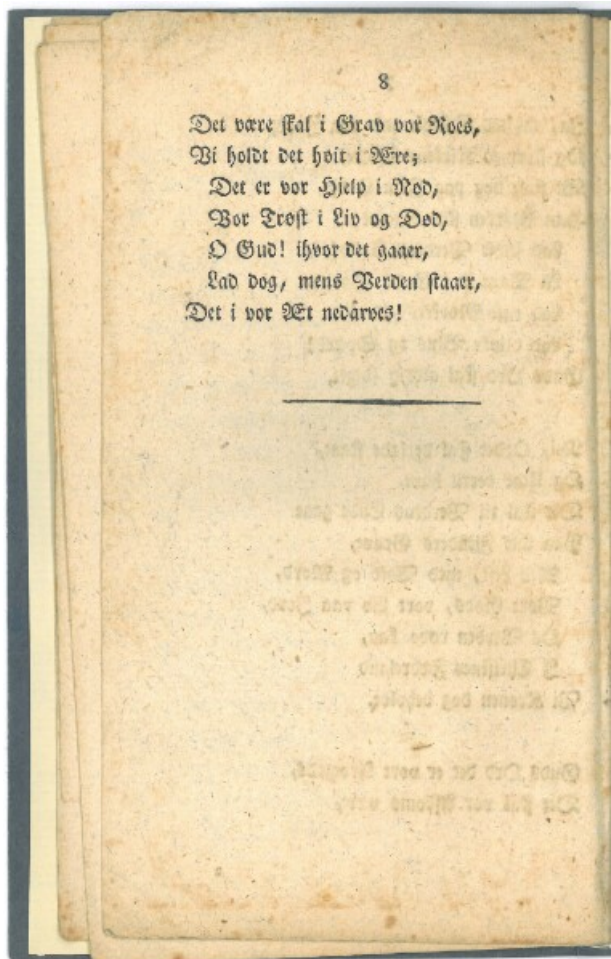 8
Det være skal i Grav vor Roes,
Vi holdt det høit i Ære;
Det er vor Hjelp i Nød,
Vor Trøst i Liv og Død,
O Gud! ihvor det gaaer,
Lad dog, mens Verden staaer,
Det i vor Æt nedarves!